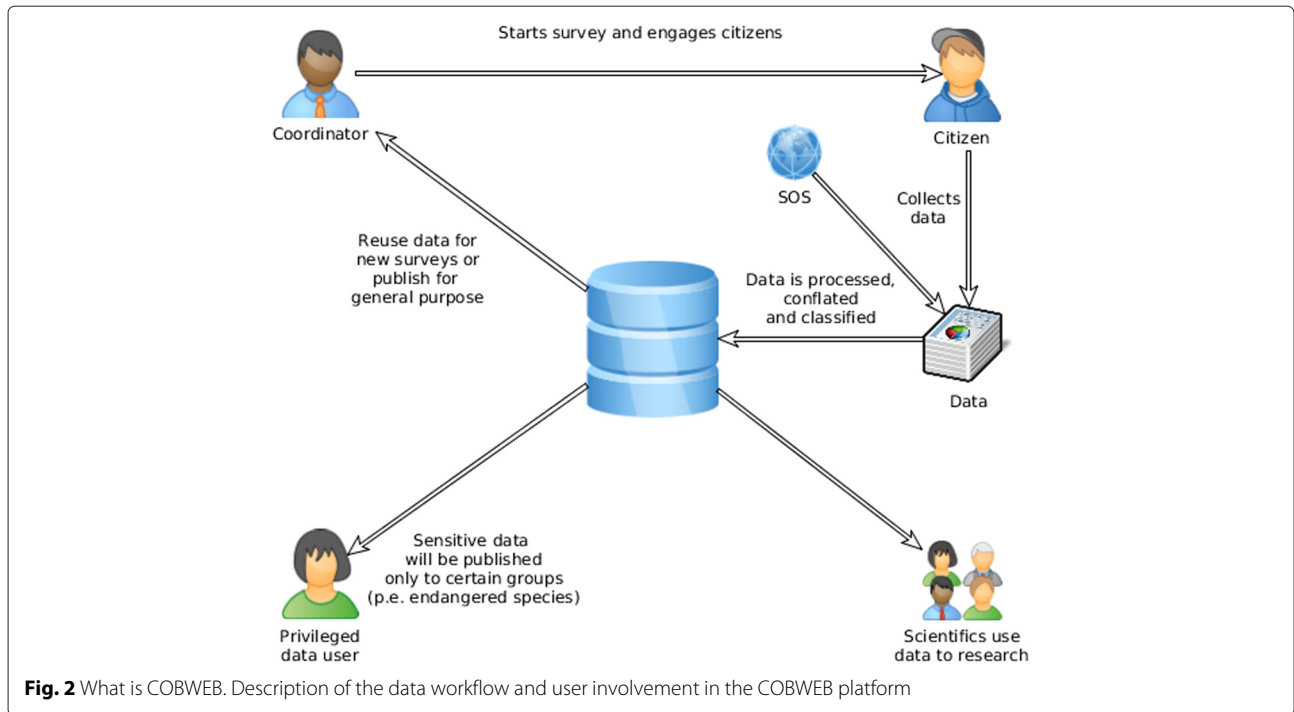 Starts survey and engages citizens
Coordinator
Citizen
SOS
Collects
data
Reuse data for
new surveys or
publish for
general purpose
Data is processed,
conflated
and classified
Data
Sensitive data
will be published
only to certain groups
(p.e. endangered species)
Privileged
data user
Scientifics use
data to research
Fig. 2 What is COBWEB. Description of the data workflow and user involvement in the COBWEB platform